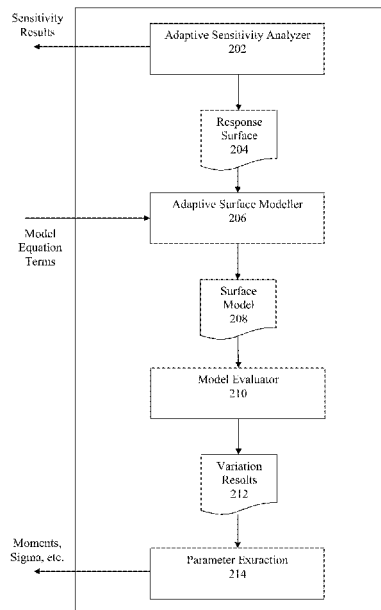 Sensitivity
Results
Adaptive Sensitivity Analyzer
202
Response
Surface
204
Adaptive Surface Modeller
206
Model
Equation
Terms
Surface
Model
208
Model Evaluator
210
Variation
Results
212
Moments,
Sigma, etc.
Parameter Extraction
214